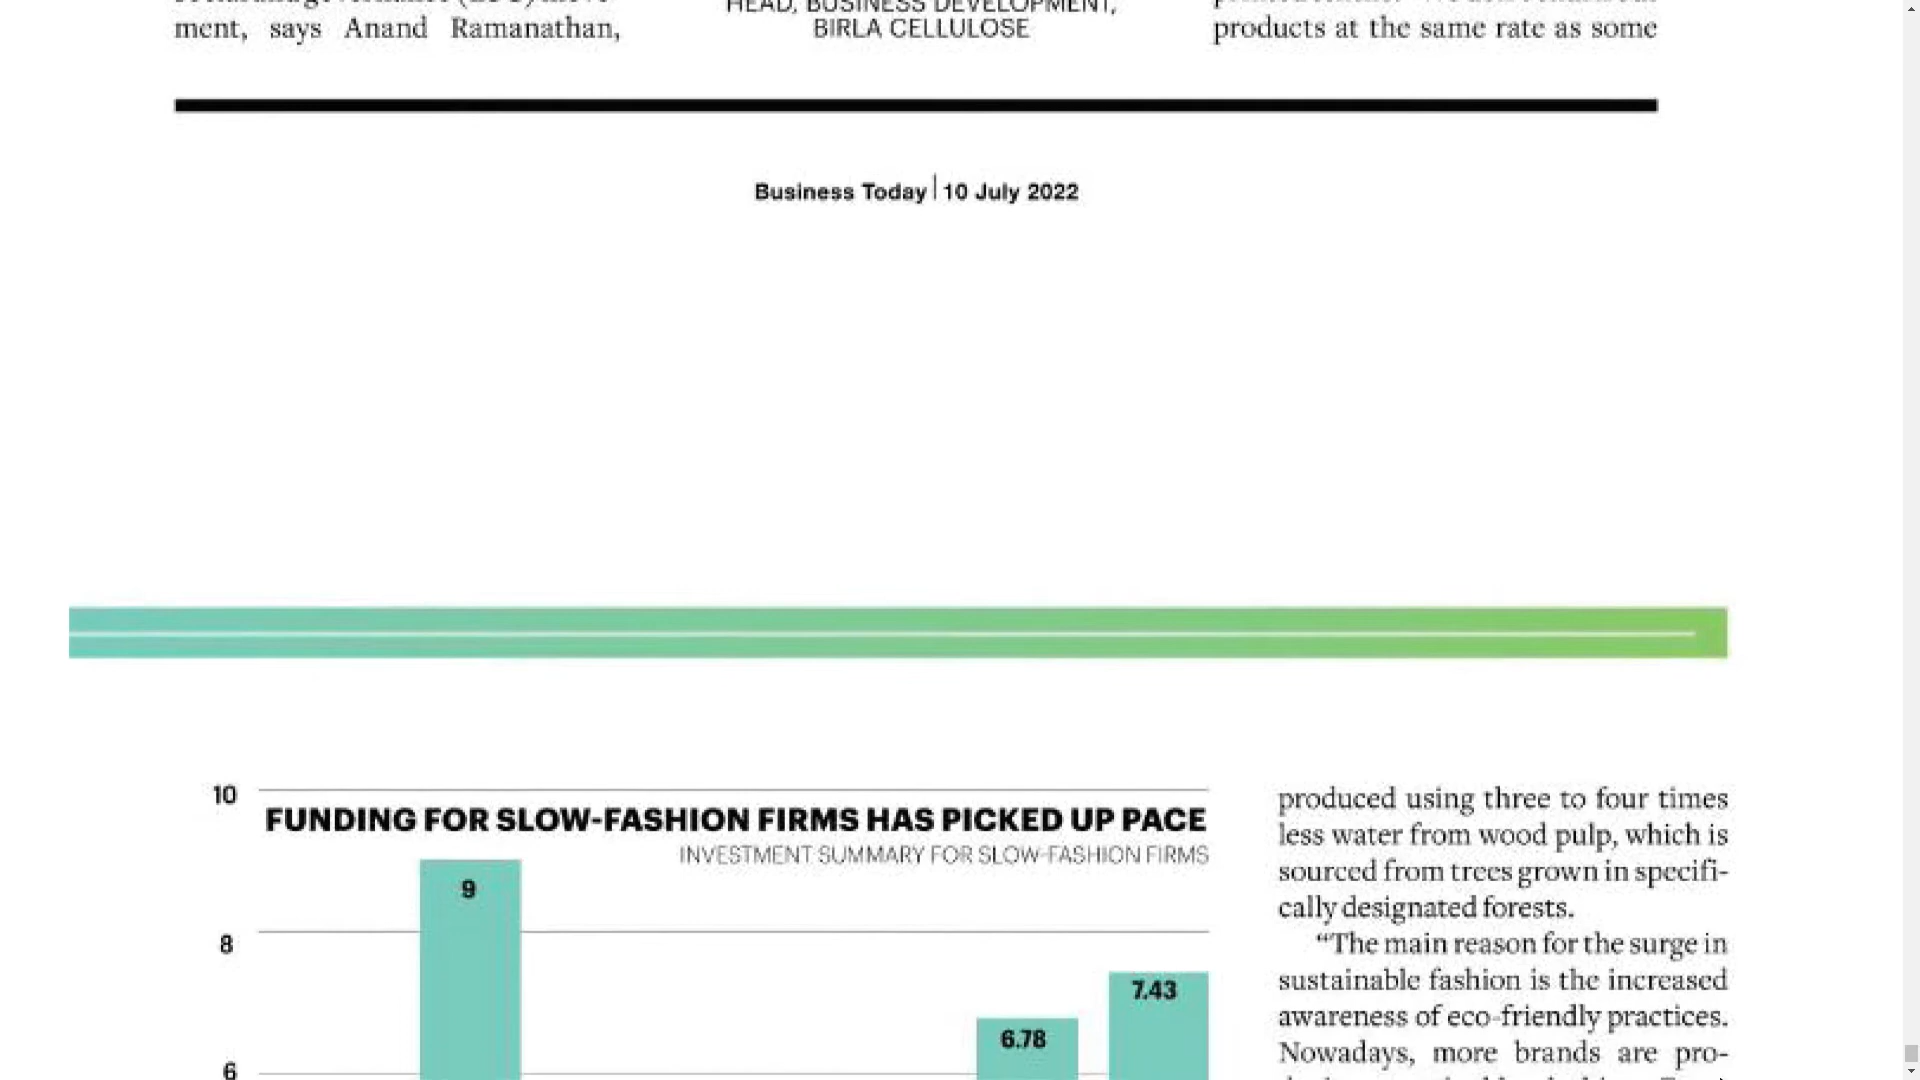 ment, says Anand Ramanathan,
HEAD, BUSINESS DEVELOPMENT,
BIRLA CELLULOSE
products at the same rate as some
Business Today | 10 July 2022
10
FUNDING FOR SLOW-FASHION FIRMS HAS PICKED UP PACE
INVESTMENT SUMMARY FOR SLOW-FASHION FIRMS
9
8
7.43
6.78
6
produced using three to four times
less water from wood pulp, which is
sourced from trees grown in specifi-
cally designated forests.
“The main reason for the surge in
sustainable fashion is the increased
awareness of eco-friendly practices.
Nowadays, more brands are pro-